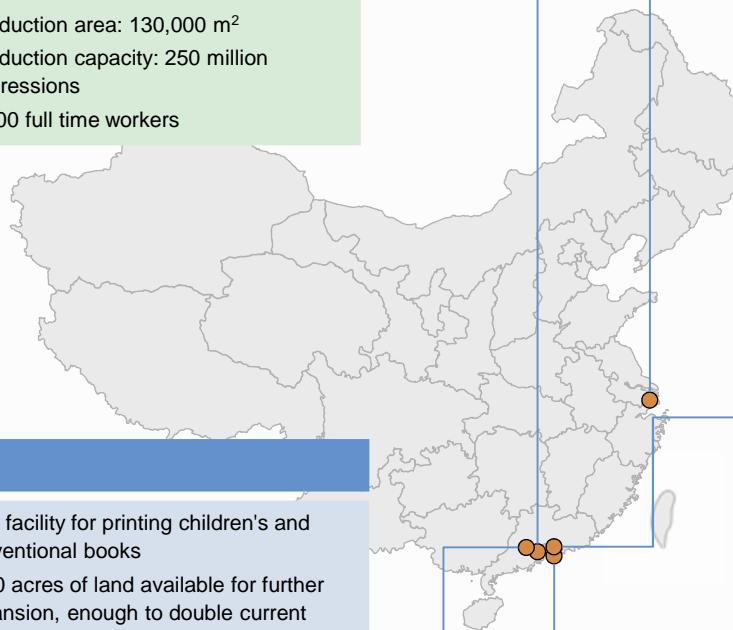 duction area: 130,000 m²
duction capacity: 250 million
ressions
00 full time workers
facility for printing children's and
ventional books
0 acres of land available for further
ansion, enough to double current